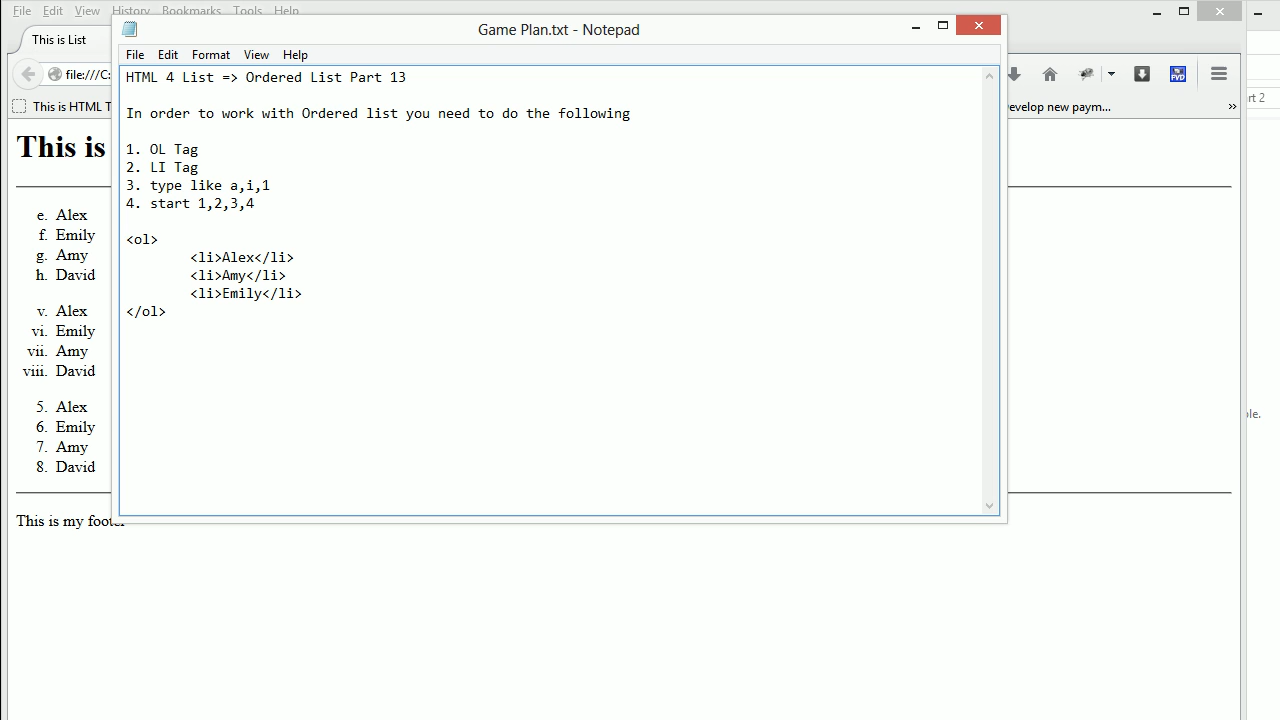 File Edit View History Bookmarks Tools Help
Game Plan.txt - Notepad
This is List
File Edit Format View Help
file:///C:
This is HTML T
evelop new paym...
»
rt 2
HTML 4 List => Ordered List Part 13
In order to work with Ordered list you need to do the following
1. OL Tag
2. LI Tag
3. type like a,i,1
4. start 1,2,3,4
<ol>
<li>Alex</li>
<li>Amy</li>
<li>Emily</li>
</ol>
This is
e. Alex
f. Emily
g. Amy
h. David
v. Alex
vi. Emily
vii. Amy
viii. David
5. Alex
6. Emily
7. Amy
8. David
This is my footer
FVD
ple.